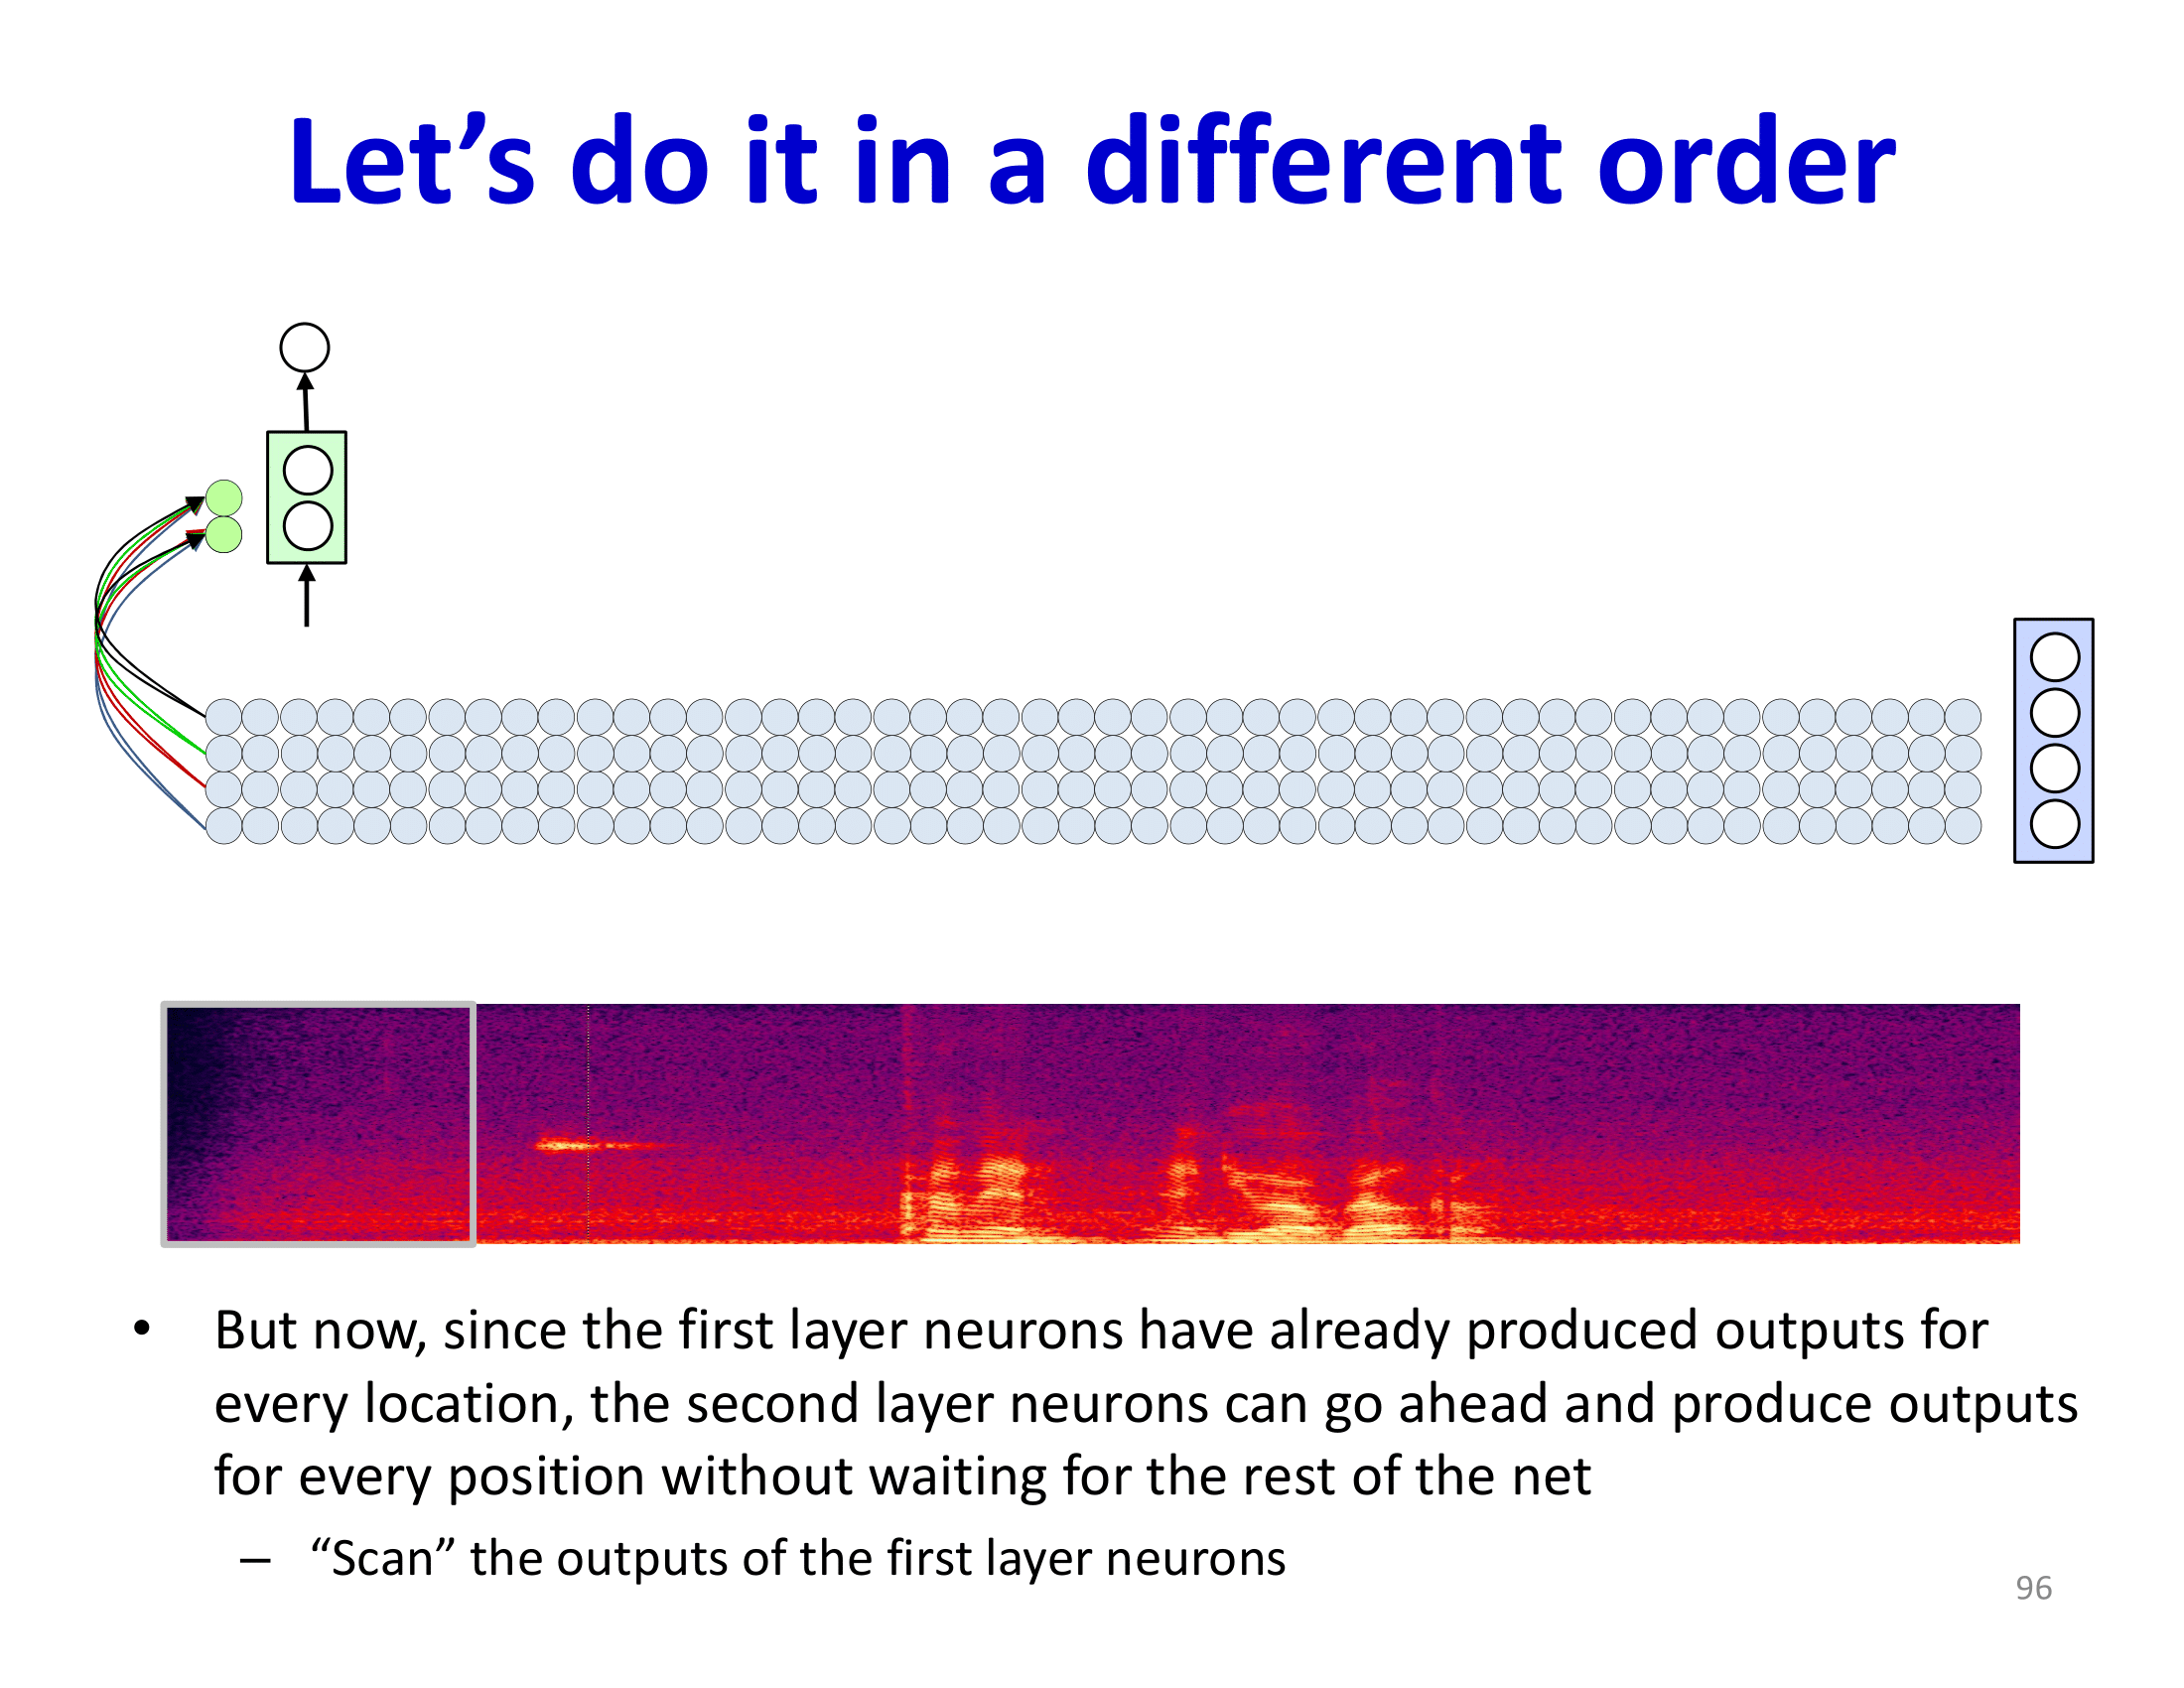 Let’s do it in a different order
• But now, since the first layer neurons have already produced outputs for
every location, the second layer neurons can go ahead and produce outputs
for every position without waiting for the rest of the net
– “Scan” the outputs of the first layer neurons
96